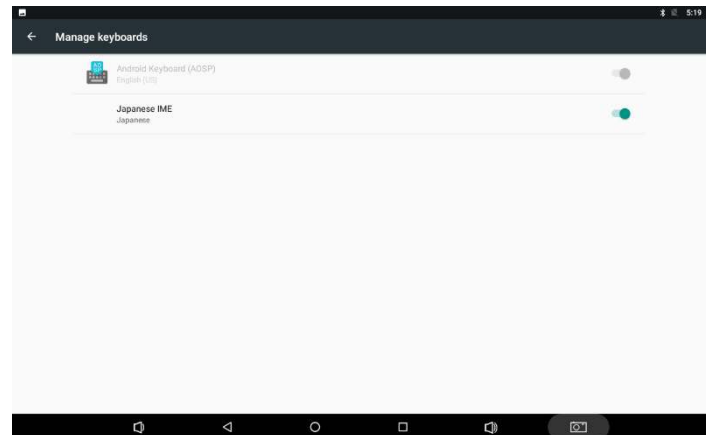 5:19
Manage keyboards
Android Keyboard (AOSP)
English (US)
Japanese IME
Japanese